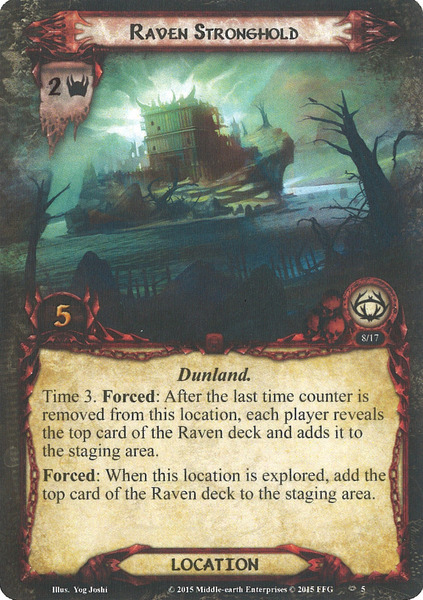 RAVEN STRONGHOLD
2
5
8/17
Dunland.
Time 3. Forced: After the last time counter is
removed from this location, each player reveals
the top card of the Raven deck and adds it to
the staging area.
Forced: When this location is explored, add the
top card of the Raven deck to the staging area.
LOCATION
Illus. Yog Joshi © 2015 Middle-earth Enterprises © 2015 FFG 5